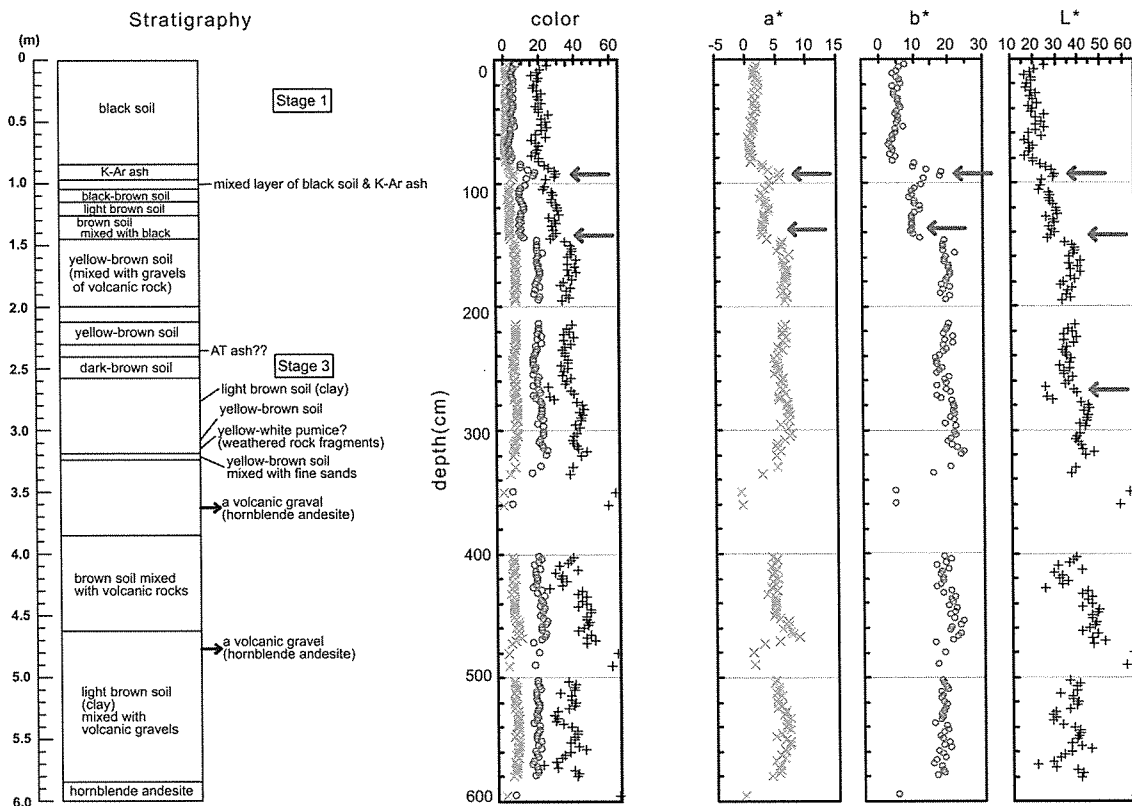 Stratigraphy
color
a*
b*
L*
(m)
0 20 40 60
-5 0 5 10 15
0 10 20 30
10 20 30 40 50
0
0.5
1.0
1.5
2.0
2.5
3.0
3.5
4.0
4.5
5.0
5.5
6.0
black soil
Stage 1
K-Ar ash
mixed layer of black soil & K-Ar ash
black-brown soil
light brown soil
brown soil
mixed with black
yellow-brown soil
(mixed with gravels
of volcanic rock)
yellow-brown soil
AT ash??
Stage 3
dark-brown soil
light brown soil (clay)
yellow-brown soil
yellow-white pumice?
(weathered rock fragments)
yellow-brown soil
mixed with fine sands
a volcanic graval
(hornblende andesite)
brown soil mixed
with volcanic rocks
a volcanic gravel
(hornblende andesite)
light brown soil
(clay)
mixed with
volcanic gravels
hornblende andesite
depth(cm)
0
100
200
300
400
500
600